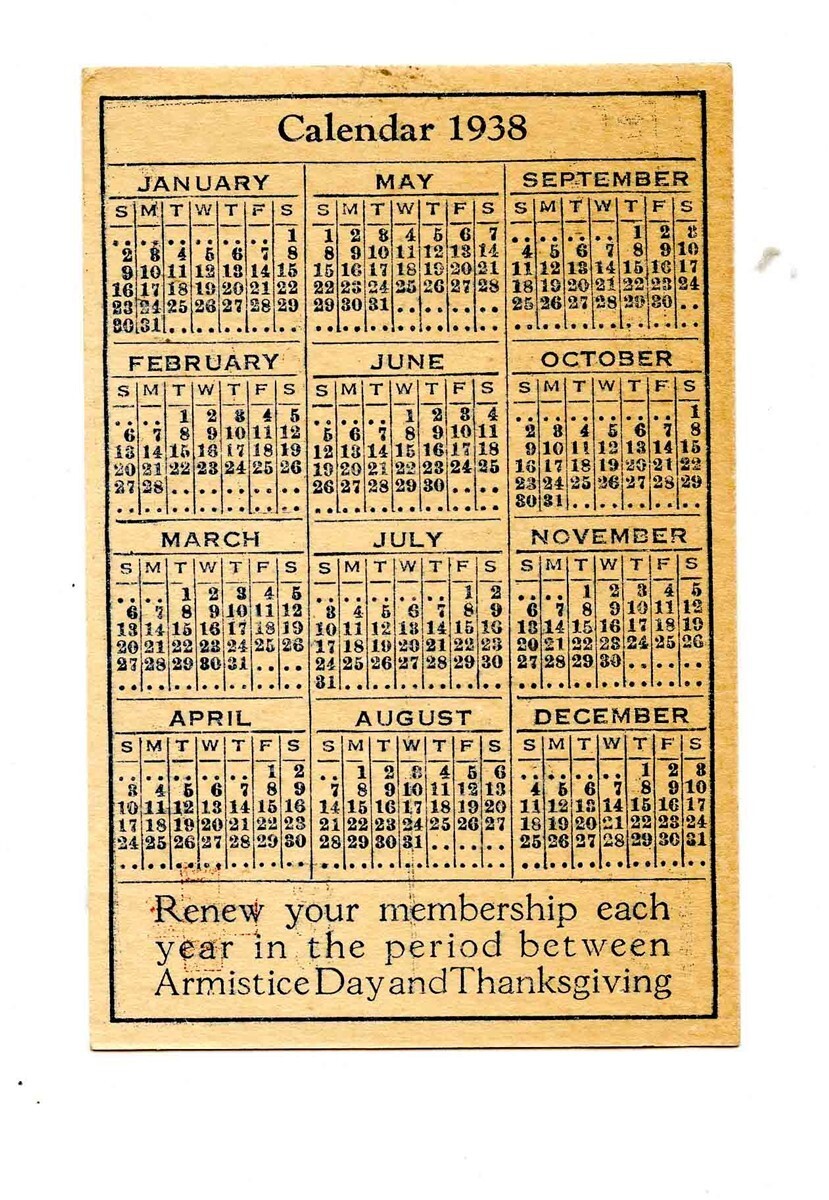 Calendar 1938
JANUARY
S M T W T F S
1
2 3 4 5 6 7 8
9 10 11 12 13 14 15
16 17 18 19 20 21 22
23 24 25 26 27 28 29
30 31
FEBRUARY
S M T W T F S
1 2 3 4 5
6 7 8 9 10 11 12
13 14 15 16 17 18 19
20 21 22 23 24 25 26
27 28
MARCH
S M T W T F S
1 2 3 4 5
6 7 8 9 10 11 12
13 14 15 16 17 18 19
20 21 22 23 24 25 26
27 28 29 30 31
APRIL
S M T W T F S
1 2
3 4 5 6 7 8 9
10 11 12 13 14 15 16
17 18 19 20 21 22 23
24 25 26 27 28 29 30
MAY
S M T W T F S
1 2 3 4 5 6 7
8 9 10 11 12 13 14
15 16 17 18 19 20 21
22 23 24 25 26 27 28
29 30 31
JUNE
S M T W T F S
1 2 3 4
5 6 7 8 9 10 11
12 13 14 15 16 17 18
19 20 21 22 23 24 25
26 27 28 29 30
JULY
S M T W T F S
1 2
3 4 5 6 7 8 9
10 11 12 13 14 15 16
17 18 19 20 21 22 23
24 25 26 27 28 29 30
31
AUGUST
S M T W T F S
1 2 3 4 5 6
7 8 9 10 11 12 13
14 15 16 17 18 19 20
21 22 23 24 25 26 27
28 29 30 31
SEPTEMBER
S M T W T F S
1 2 3
4 5 6 7 8 9 10
11 12 13 14 15 16 17
18 19 20 21 22 23 24
25 26 27 28 29 30
OCTOBER
S M T W T F S
1
2 3 4 5 6 7 8
9 10 11 12 13 14 15
16 17 18 19 20 21 22
23 24 25 26 27 28 29
30 31
NOVEMBER
S M T W T F S
1 2 3 4 5
6 7 8 9 10 11 12
13 14 15 16 17 18 19
20 21 22 23 24 25 26
27 28 29 30
DECEMBER
S M T W T F S
1 2 3
4 5 6 7 8 9 10
11 12 13 14 15 16 17
18 19 20 21 22 23 24
25 26 27 28 29 30 31
Renew your membership each
year in the period between
Armistice Day and Thanksgiving